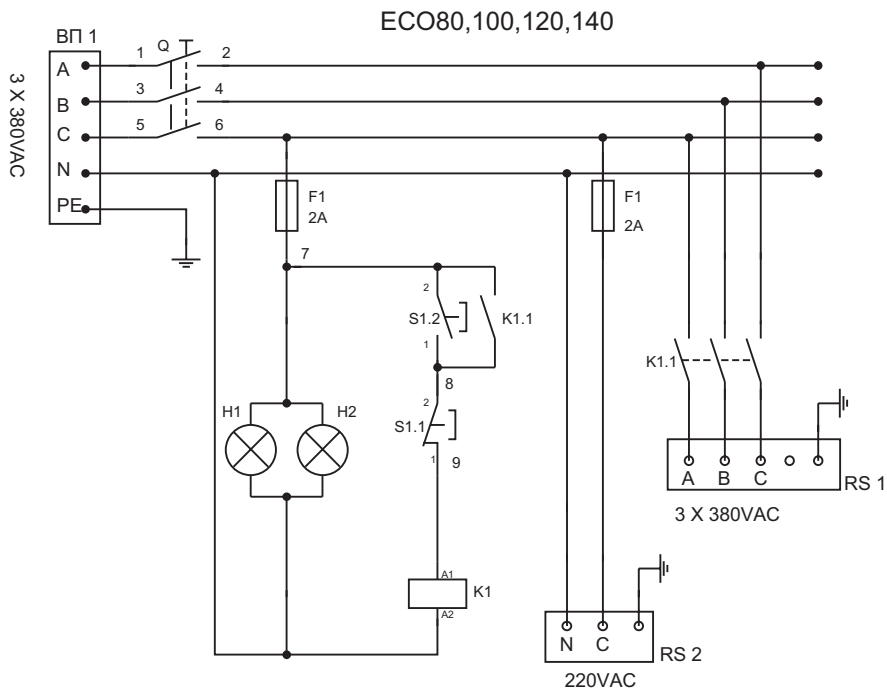 ECO80,100,120,140
ВП 1
3 X 380VAC
A
B
C
N
PE
Q
1
2
3
4
5
6
F1
2A
F1
2A
7
2
S1.2
1
K1.1
8
2
S1.1
1
9
H1
H2
K1.1
A
B
C
RS 1
3 X 380VAC
A1
K1
A2
N
C
RS 2
220VAC